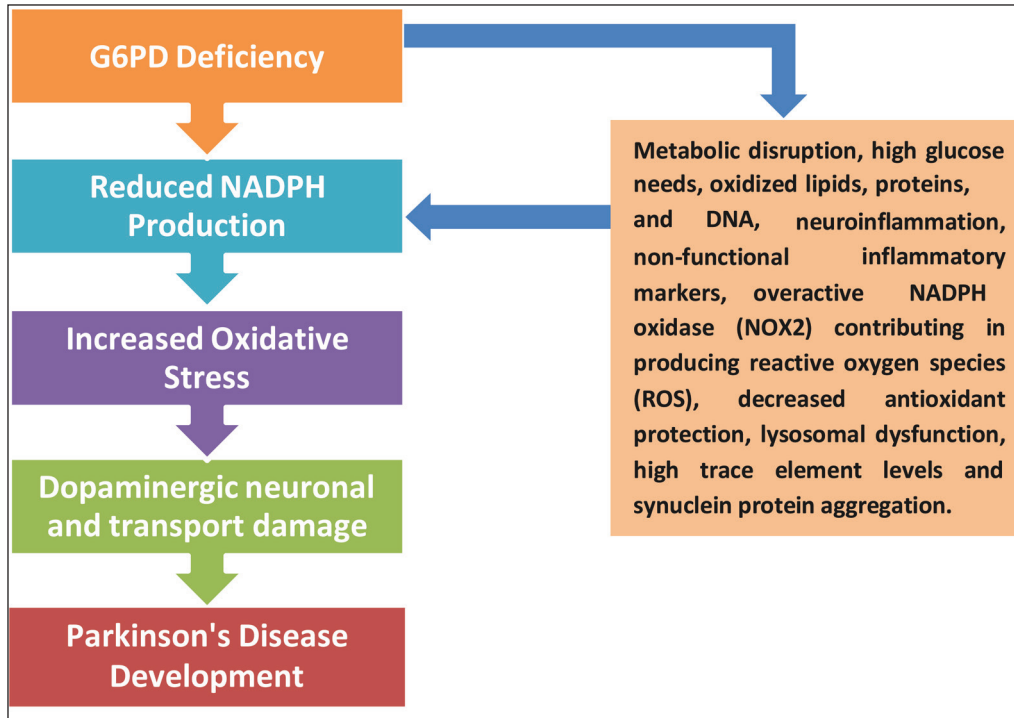 G6PD Deficiency
Reduced NADPH
Production
Increased Oxidative
Stress
Dopaminergic neuronal
and transport damage
Parkinson's Disease
Development
Metabolic disruption, high glucose
needs, oxidized lipids, proteins,
and DNA, neuroinflammation,
non-functional inflammatory
markers, overactive NADPH
oxidase (NOX2) contributing in
producing reactive oxygen species
(ROS), decreased antioxidant
protection, lysosomal dysfunction,
high trace element levels and
synuclein protein aggregation.